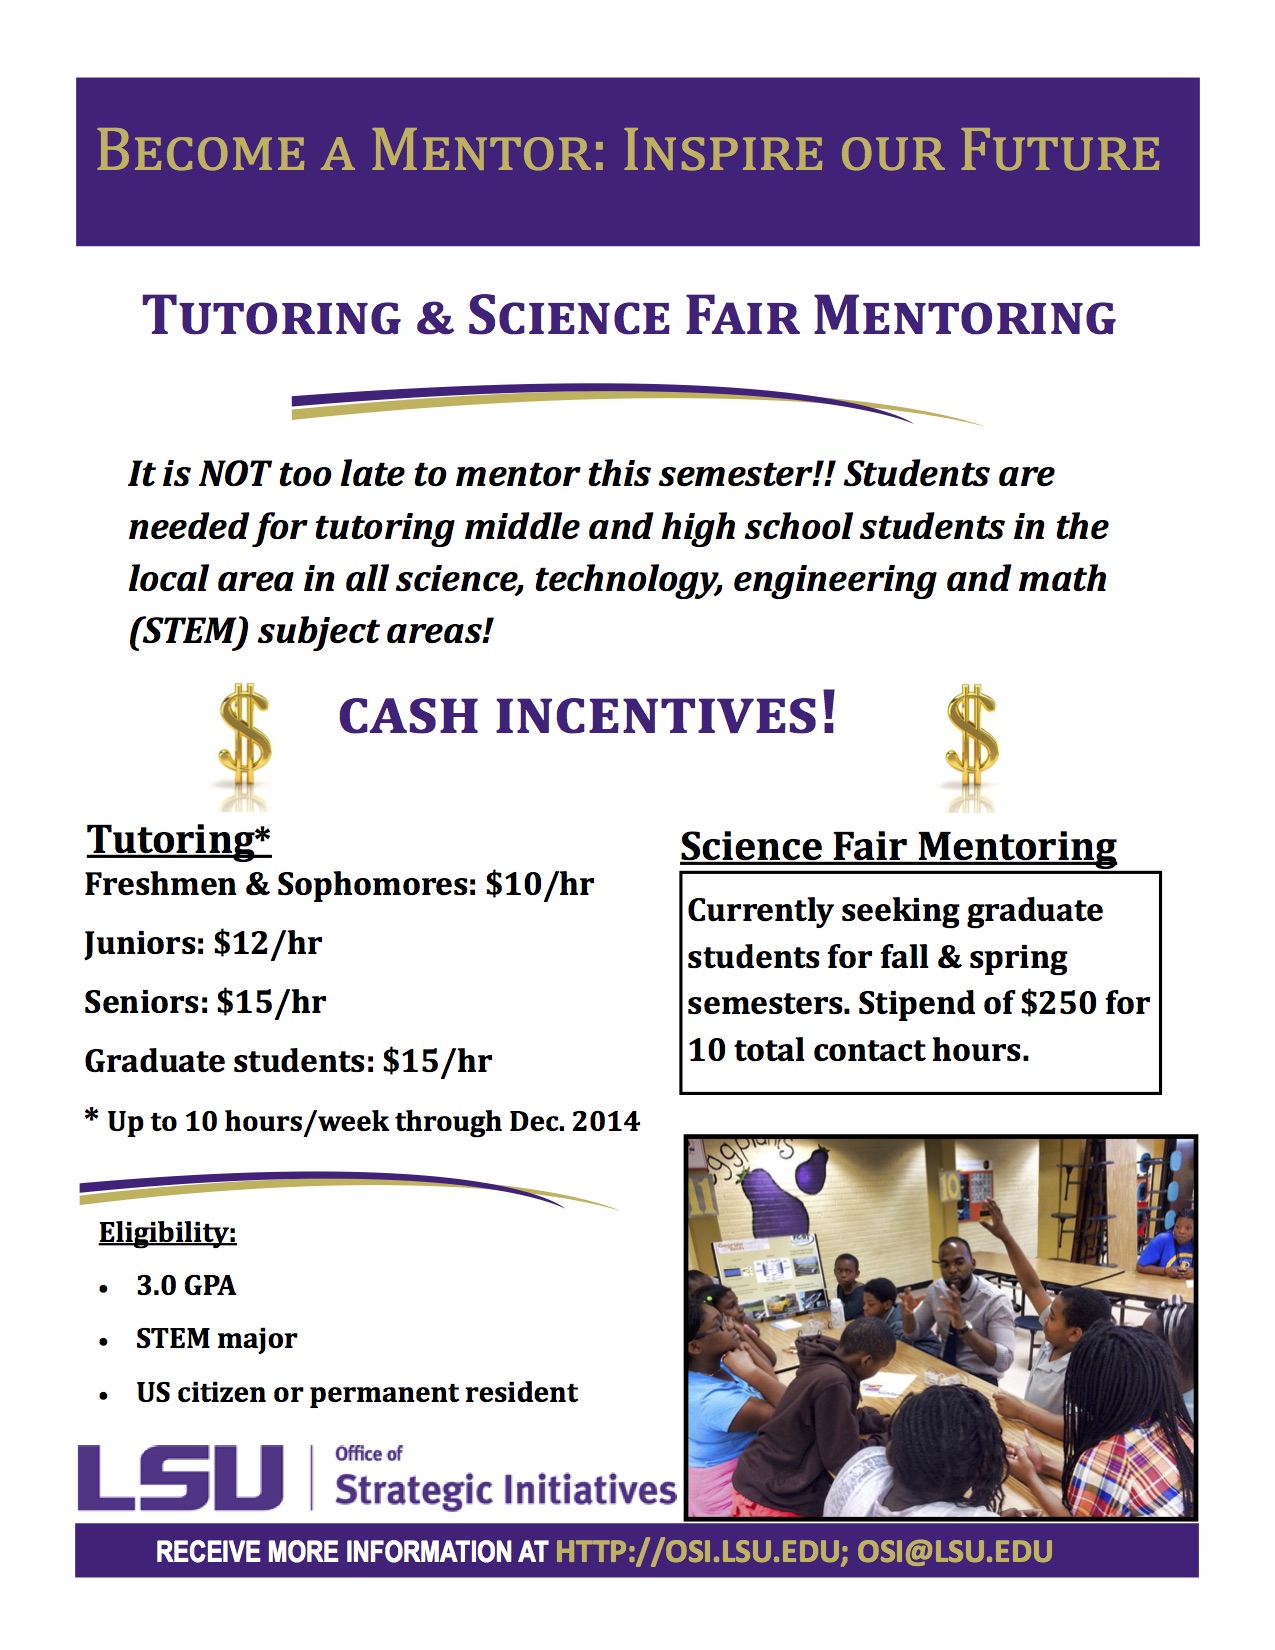 BECOME A MENTOR: INSPIRE OUR FUTURE
TUTORING & SCIENCE FAIR MENTORING
It is NOT too late to mentor this semester!! Students are
needed for tutoring middle and high school students in the
local area in all science, technology, engineering and math
(STEM) subject areas!
$ CASH INCENTIVES! $
Tutoring*
Freshmen & Sophomores: $10/hr
Juniors: $12/hr
Seniors: $15/hr
Graduate students: $15/hr
* Up to 10 hours/week through Dec. 2014
Science Fair Mentoring
Currently seeking graduate
students for fall & spring
semesters. Stipend of $250 for
10 total contact hours.
Eligibility:
• 3.0 GPA
• STEM major
• US citizen or permanent resident
eggplants
11
10
LSU
Office of
Strategic Initiatives
RECEIVE MORE INFORMATION AT HTTP://OSI.LSU.EDU; OSI@LSU.EDU